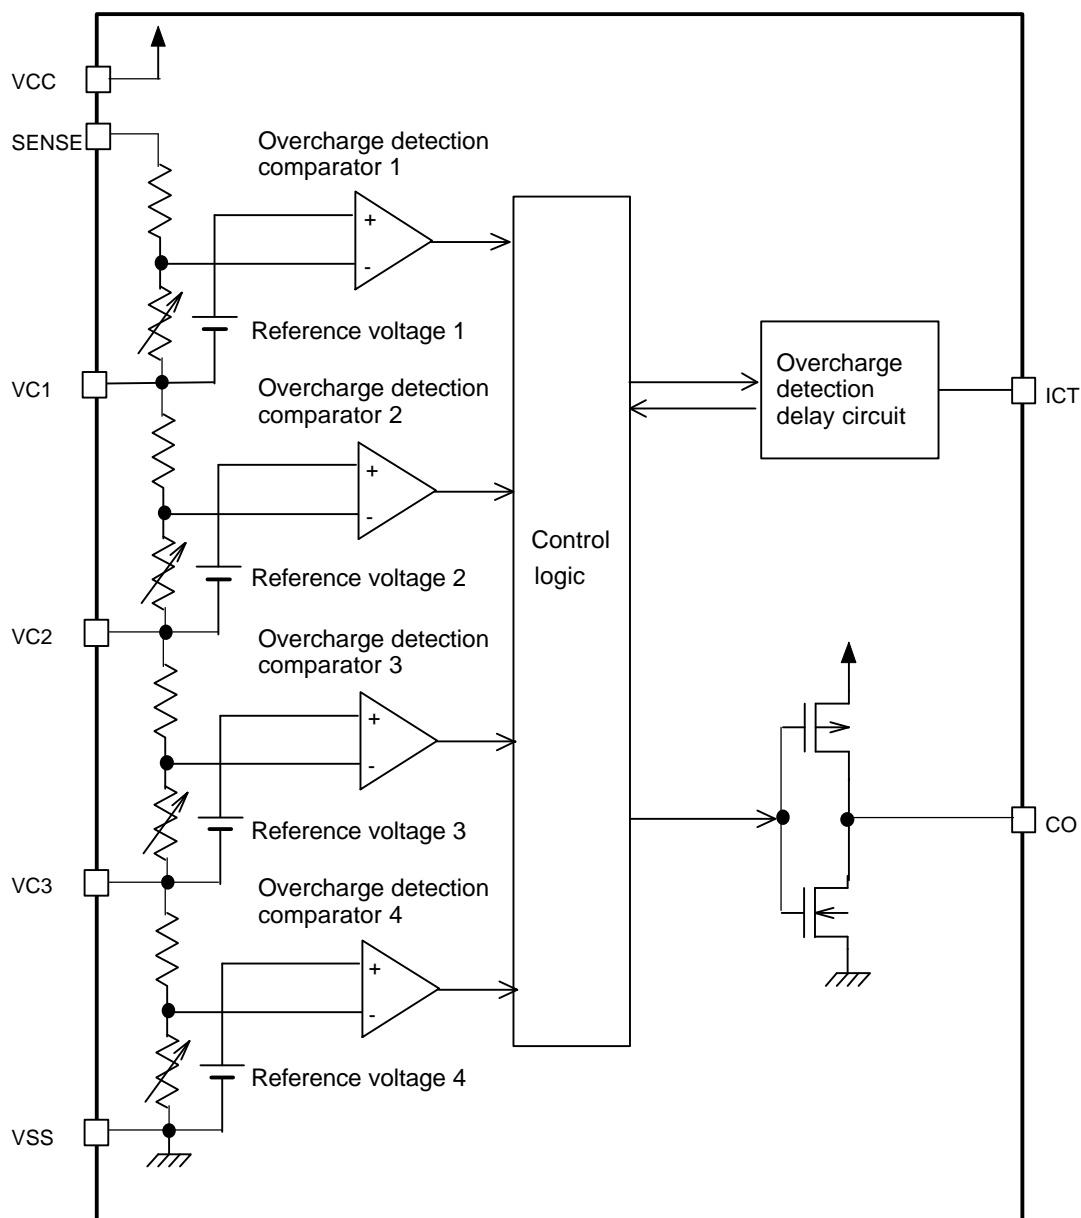 VCC
SENSE
Overcharge detection
comparator 1
+
-
Reference voltage 1
VC1
Overcharge detection
comparator 2
+
-
Reference voltage 2
VC2
Overcharge detection
comparator 3
+
-
Reference voltage 3
VC3
Overcharge detection
comparator 4
+
-
Reference voltage 4
VSS
Control
logic
Overcharge
detection
delay circuit
ICT
CO